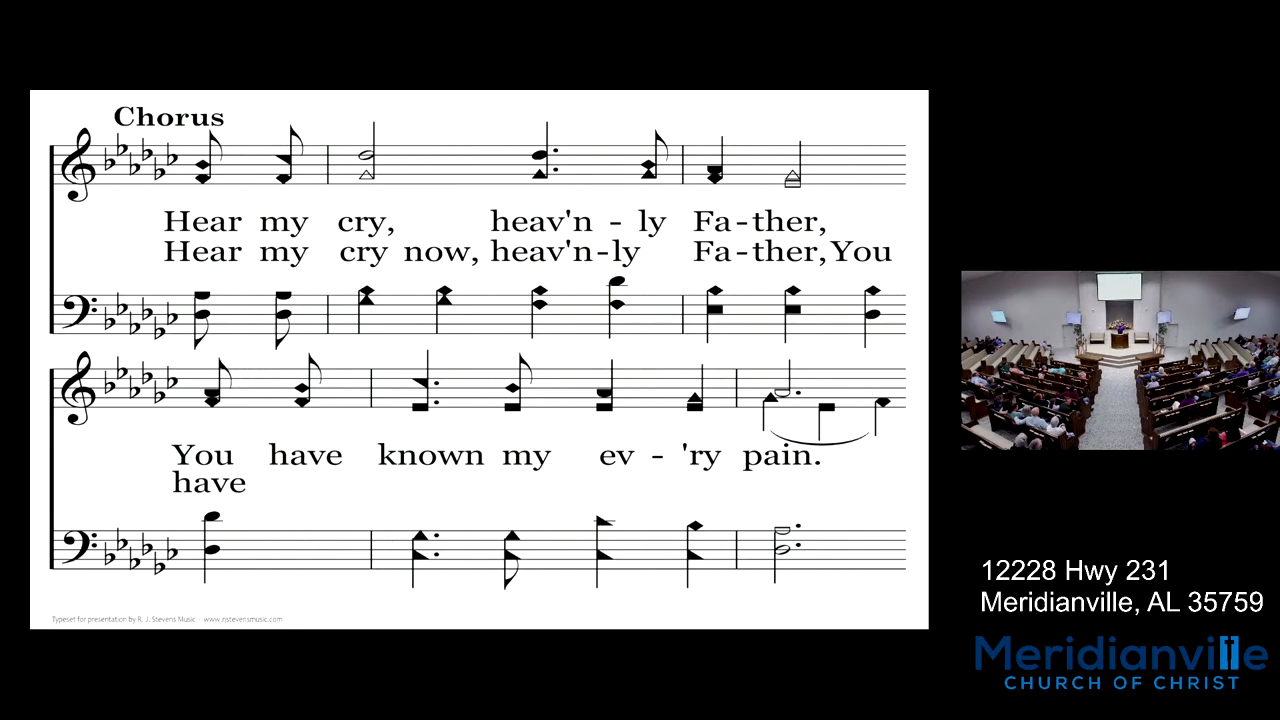 Chorus
Hear my cry, heav'n - ly Fa-ther,
Hear my cry now, heav'n-ly Fa-ther, You
You have known my ev - 'ry pain.
have
Typeset for presentation by R. J. Stevens Music - www.rjstevensmusic.com
12228 Hwy 231
Meridianville, AL 35759
Meridianville
CHURCH OF CHRIST